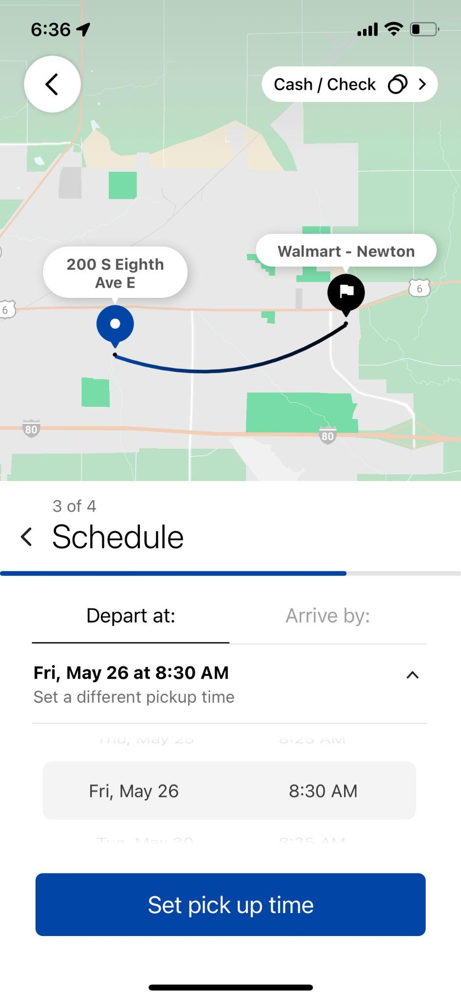 6:36
Cash / Check
Walmart - Newton
200 S Eighth
Ave E
6
6
80
80
3 of 4
Schedule
Depart at:
Arrive by:
Fri, May 26 at 8:30 AM
Set a different pickup time
Thu, May 25
8:25 AM
Fri, May 26
8:30 AM
Tue, May 30
8:35 AM
Set pick up time